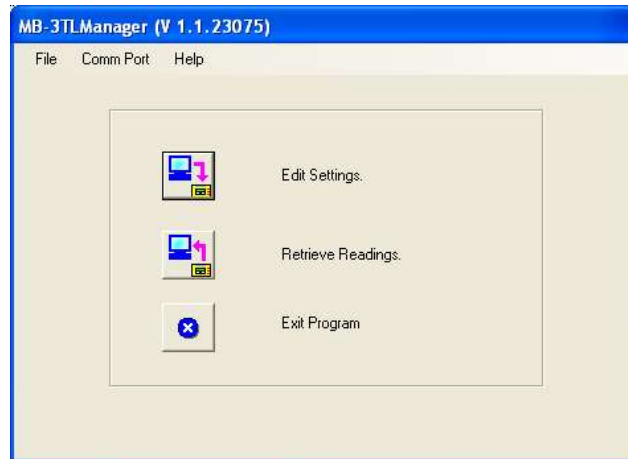 MB-3TLManager (V 1.1.23075)
File Comm Port Help
Edit Settings.
Retrieve Readings.
Exit Program